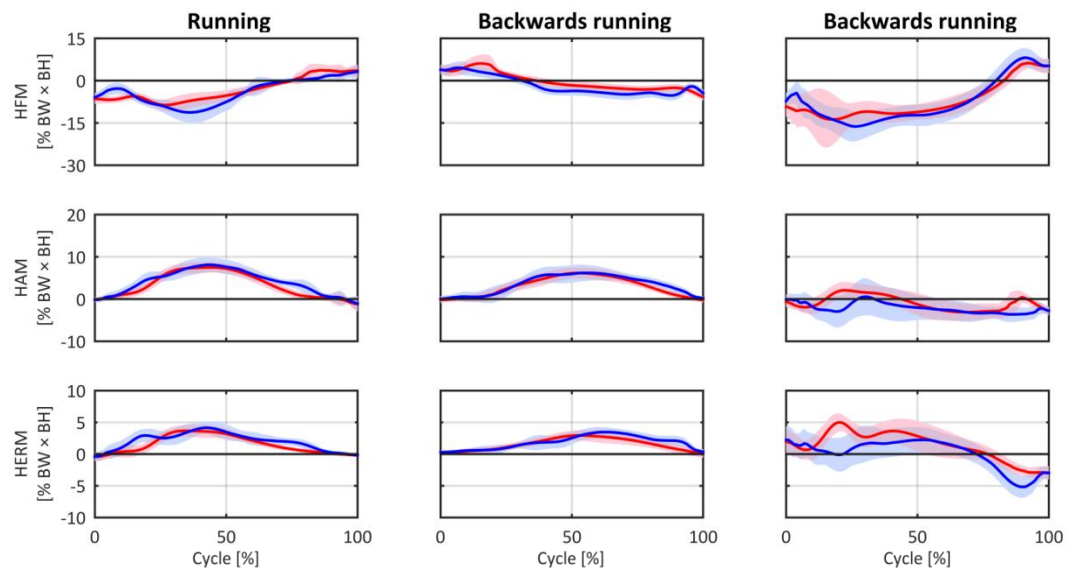 Running Backwards running Backwards running
HFM
[% BW × BH]
15
0
-15
-30
HAM
[% BW × BH]
20
10
0
-10
HERM
[% BW × BH]
10
5
0
-5
-10
0 50 100 0 50 100 0 50 100
Cycle [%] Cycle [%] Cycle [%]